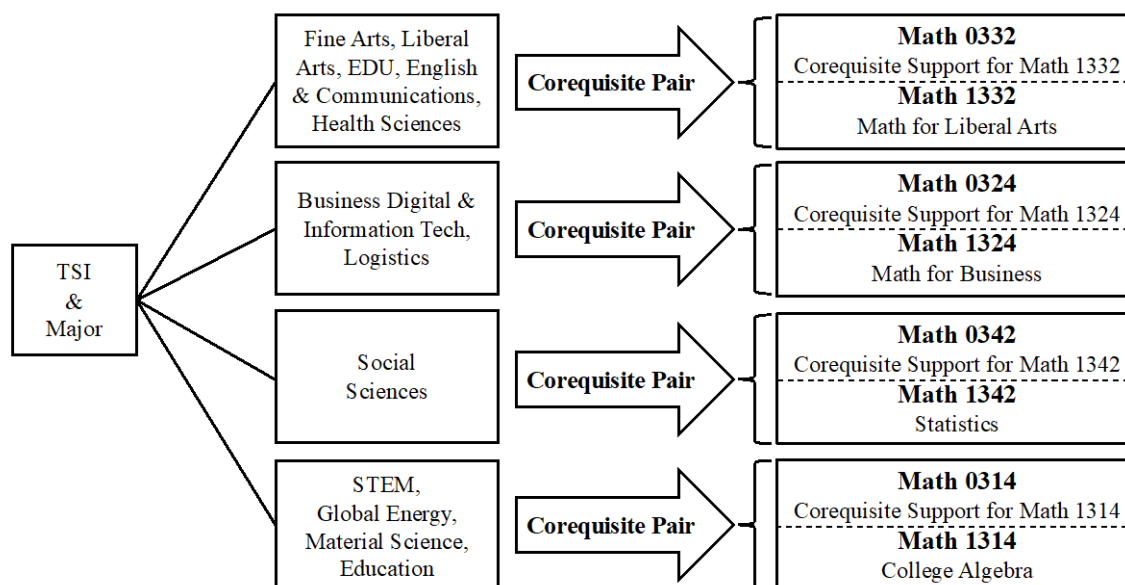 TSI
&
Major
Fine Arts, Liberal
Arts, EDU, English
& Communications,
Health Sciences
Corequisite Pair
Math 0332
Corequisite Support for Math 1332
Math 1332
Math for Liberal Arts
Business Digital &
Information Tech,
Logistics
Corequisite Pair
Math 0324
Corequisite Support for Math 1324
Math 1324
Math for Business
Social
Sciences
Corequisite Pair
Math 0342
Corequisite Support for Math 1342
Math 1342
Statistics
STEM,
Global Energy,
Material Science,
Education
Corequisite Pair
Math 0314
Corequisite Support for Math 1314
Math 1314
College Algebra